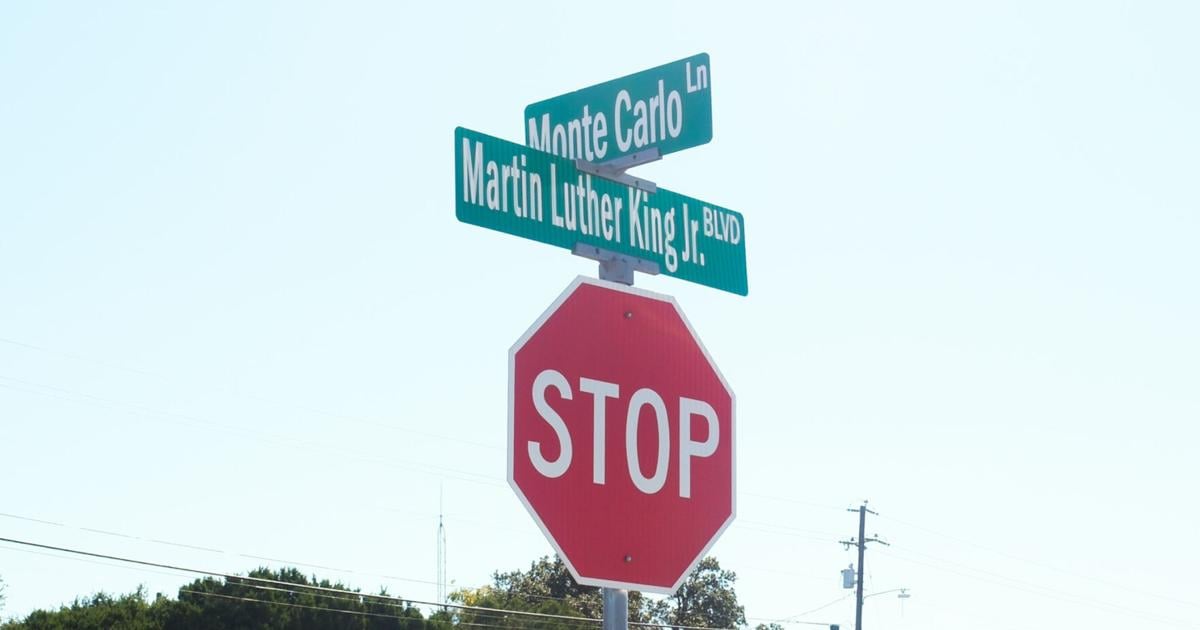 Monte Carlo Ln
Martin Luther King Jr. BLVD
STOP